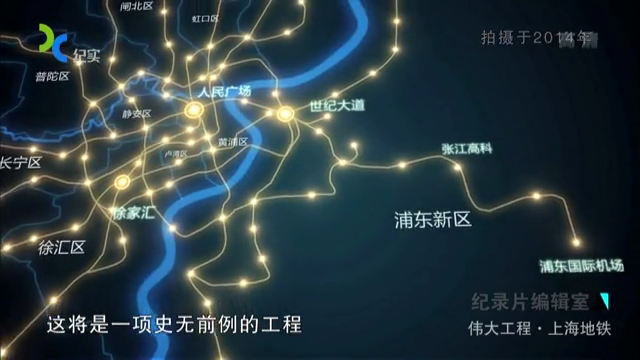 闸北区
虹口区
拍摄于2014年
纪实
普陀区
人民广场
世纪大道
静安区
黄浦区
卢湾区
张江高科
长宁区
徐家汇
浦东新区
徐汇区
浦东国际机场
纪录片编辑室
这将是一项史无前例的工程
伟大工程·上海地铁